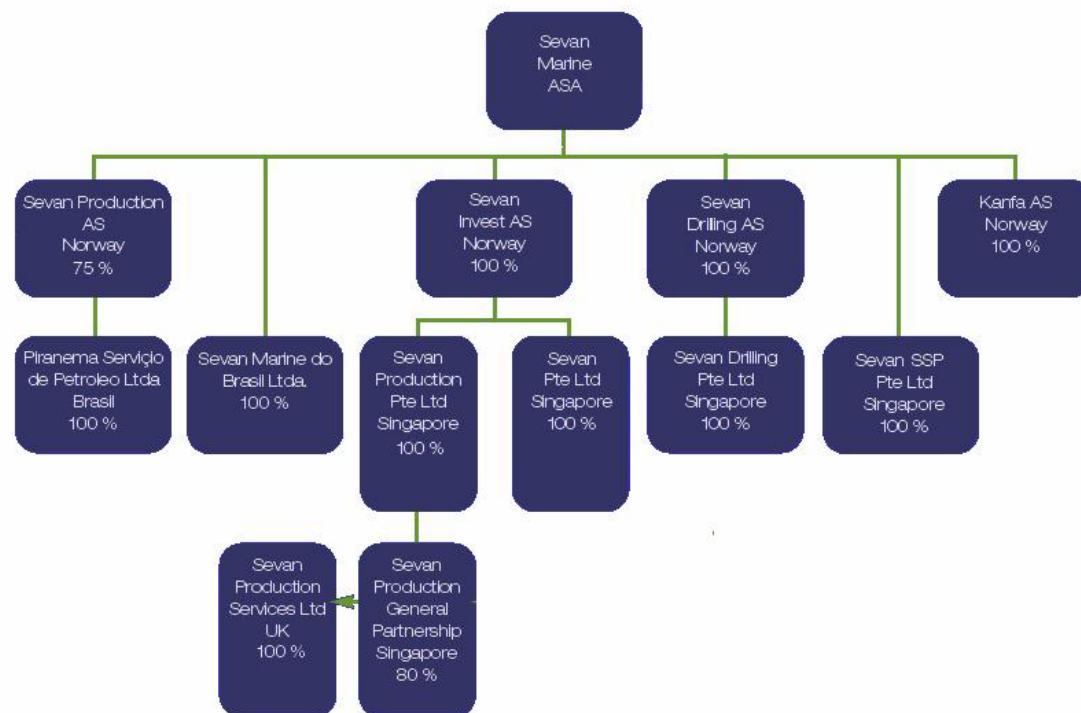 Sevan
Marine
ASA
Sevan Production
AS
Norway
75 %
Sevan
Invest AS
Norway
100 %
Sevan
Drilling AS
Norway
100 %
Kanfa AS
Norway
100 %
Piranema Serviçio
de Petroleo Ltda
Brasil
100 %
Sevan Marine do
Brasil Ltda.
100 %
Sevan
Production
Pte Ltd
Singapore
100 %
Sevan
Pte Ltd
Singapore
100 %
Sevan Drilling
Pte Ltd
Singapore
100 %
Sevan SSP
Pte Ltd
Singapore
100 %
Sevan
Production
Services Ltd
UK
100 %
Sevan
Production
General
Partnership
Singapore
80 %